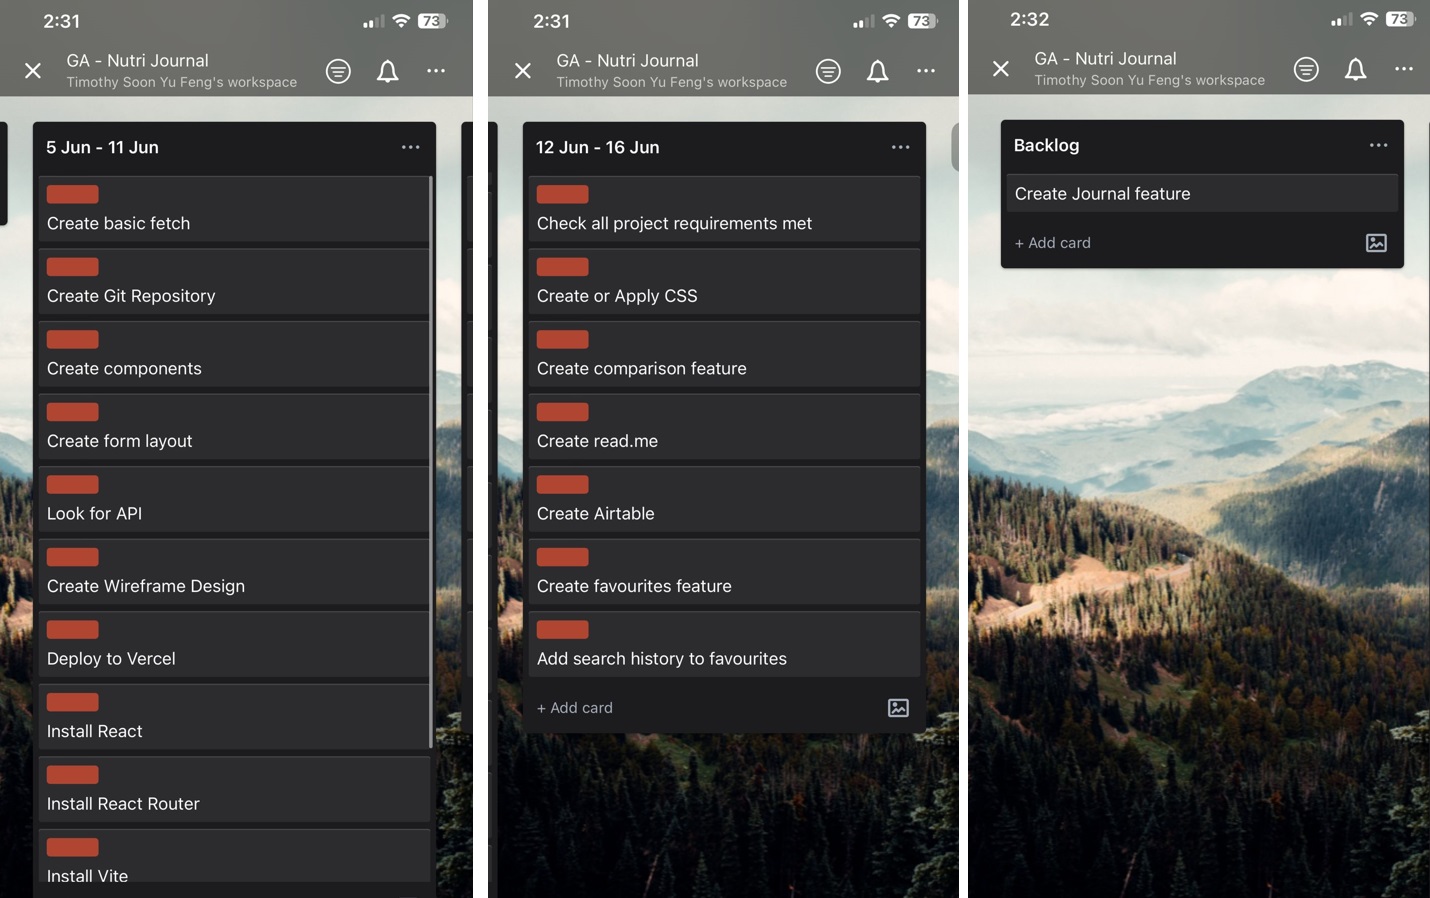 2:31
73
GA - Nutri Journal
Timothy Soon Yu Feng's workspace
5 Jun - 11 Jun
Create basic fetch
Create Git Repository
Create components
Create form layout
Look for API
Create Wireframe Design
Deploy to Vercel
Install React
Install React Router
Install Vite
2:31
73
GA - Nutri Journal
Timothy Soon Yu Feng's workspace
12 Jun - 16 Jun
Check all project requirements met
Create or Apply CSS
Create comparison feature
Create read.me
Create Airtable
Create favourites feature
Add search history to favourites
+ Add card
2:32
73
GA - Nutri Journal
Timothy Soon Yu Feng's workspace
Backlog
Create Journal feature
+ Add card